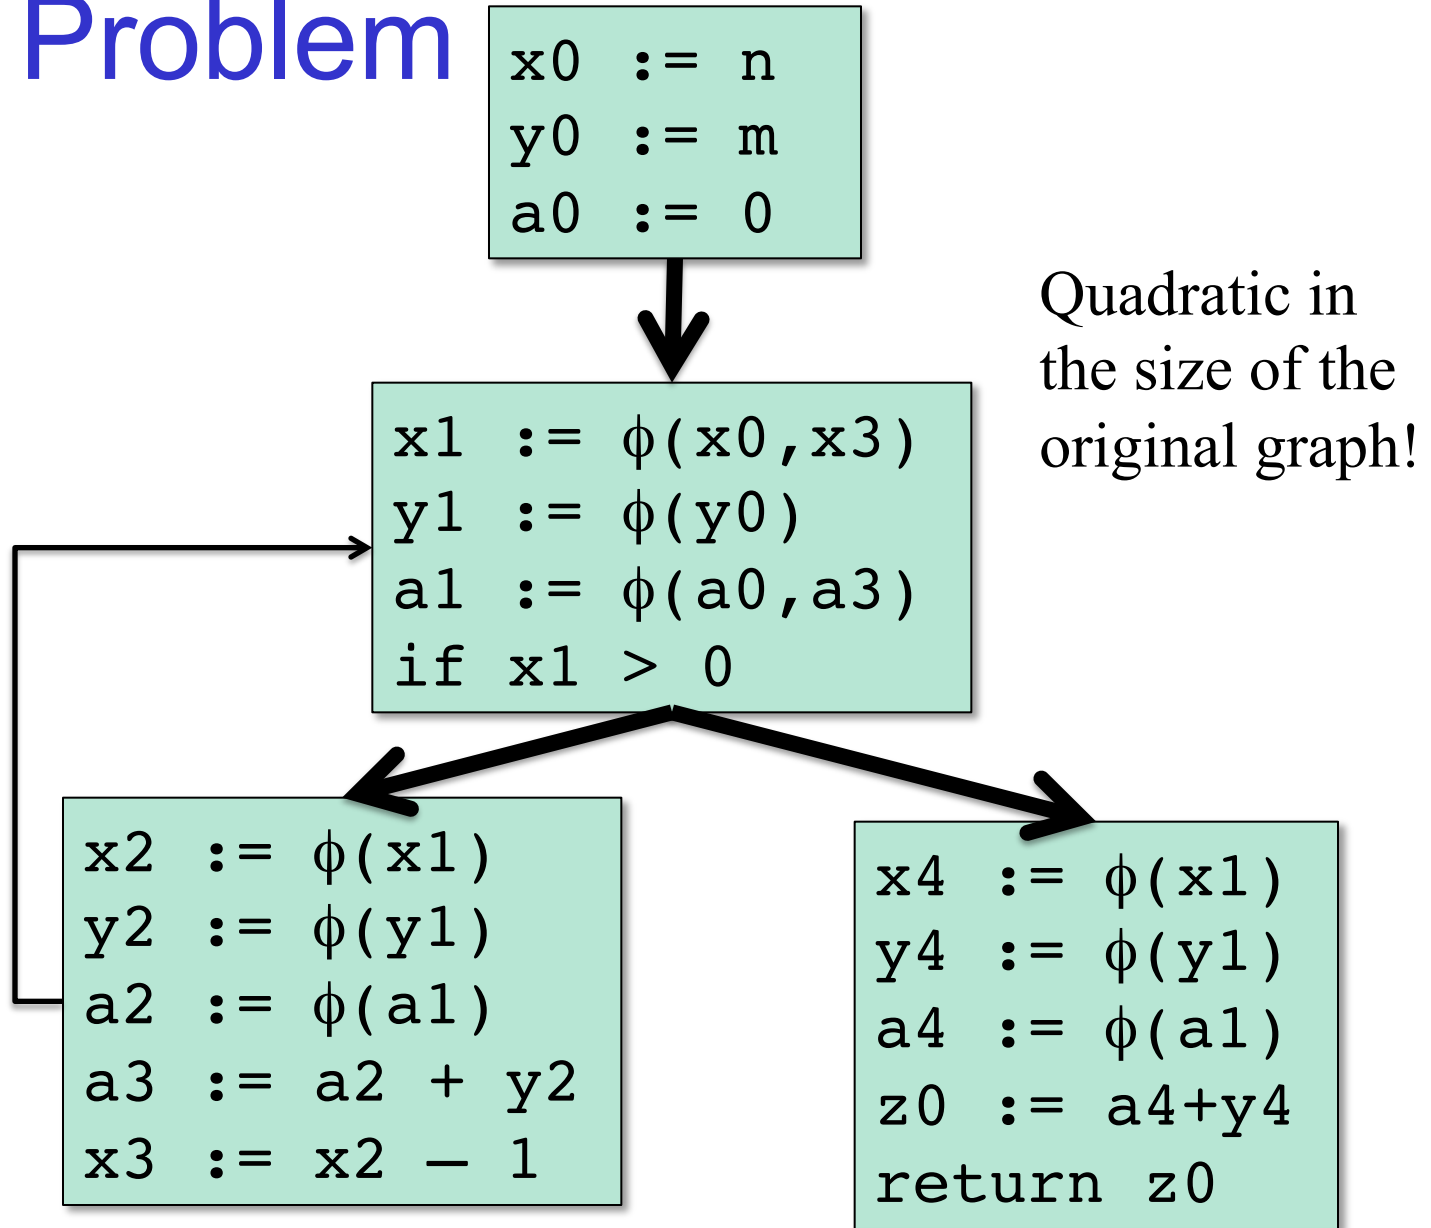 Problem
x0 := n
y0 := m
a0 := 0
Quadratic in
the size of the
original graph!
x1 := ϕ(x0,x3)
y1 := ϕ(y0)
a1 := ϕ(a0,a3)
if x1 > 0
x2 := ϕ(x1)
y2 := ϕ(y1)
a2 := ϕ(a1)
a3 := a2 + y2
x3 := x2 – 1
x4 := ϕ(x1)
y4 := ϕ(y1)
a4 := ϕ(a1)
z0 := a4+y4
return z0